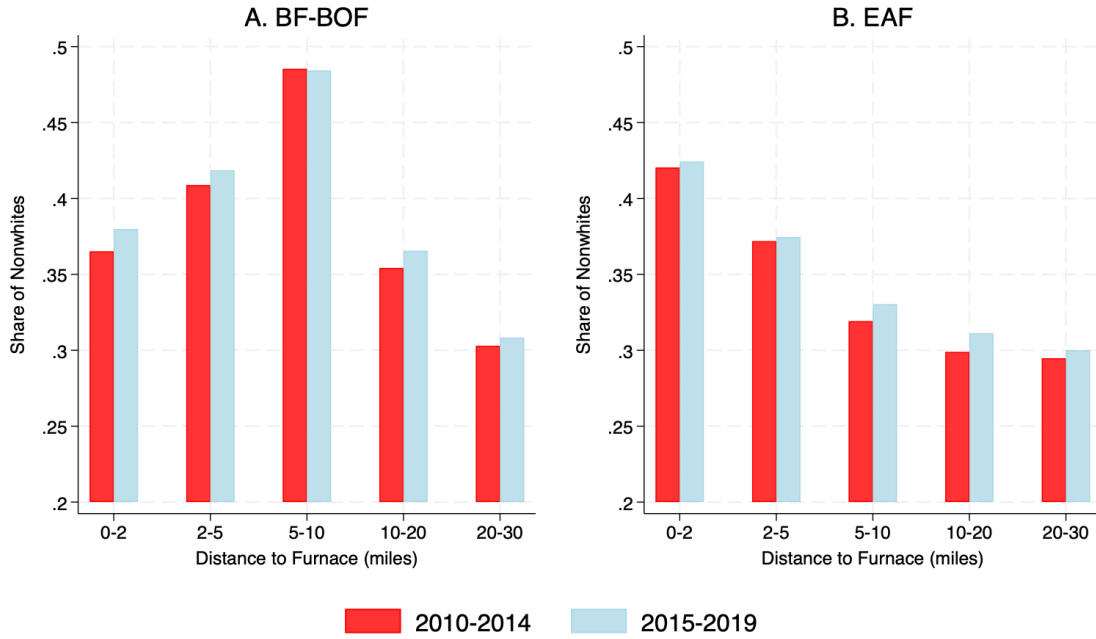 A. BF-BOF
.5
.45
.4
.35
.3
.25
.2
Share of Nonwhites
0-2 2-5 5-10 10-20 20-30
Distance to Furnace (miles)
B. EAF
.5
.45
.4
.35
.3
.25
.2
Share of Nonwhites
0-2 2-5 5-10 10-20 20-30
Distance to Furnace (miles)
2010-2014 2015-2019